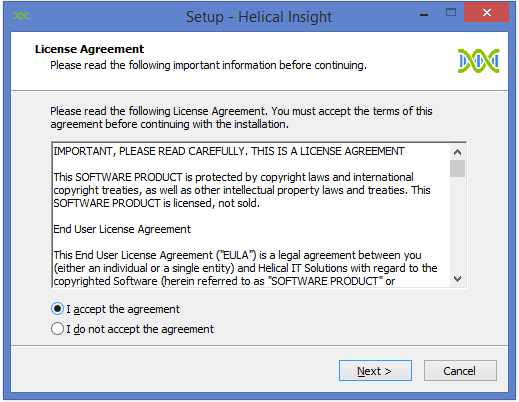 Setup - Helical Insight
License Agreement
Please read the following important information before continuing.
Please read the following License Agreement. You must accept the terms of this
agreement before continuing with the installation.
IMPORTANT, PLEASE READ CAREFULLY. THIS IS A LICENSE AGREEMENT
This SOFTWARE PRODUCT is protected by copyright laws and international
copyright treaties, as well as other intellectual property laws and treaties. This
SOFTWARE PRODUCT is licensed, not sold.
End User License Agreement
This End User License Agreement ("EULA") is a legal agreement between you
(either an individual or a single entity) and Helical IT Solutions with regard to the
copyrighted Software (herein referred to as "SOFTWARE PRODUCT" or
I accept the agreement
I do not accept the agreement
Next >
Cancel